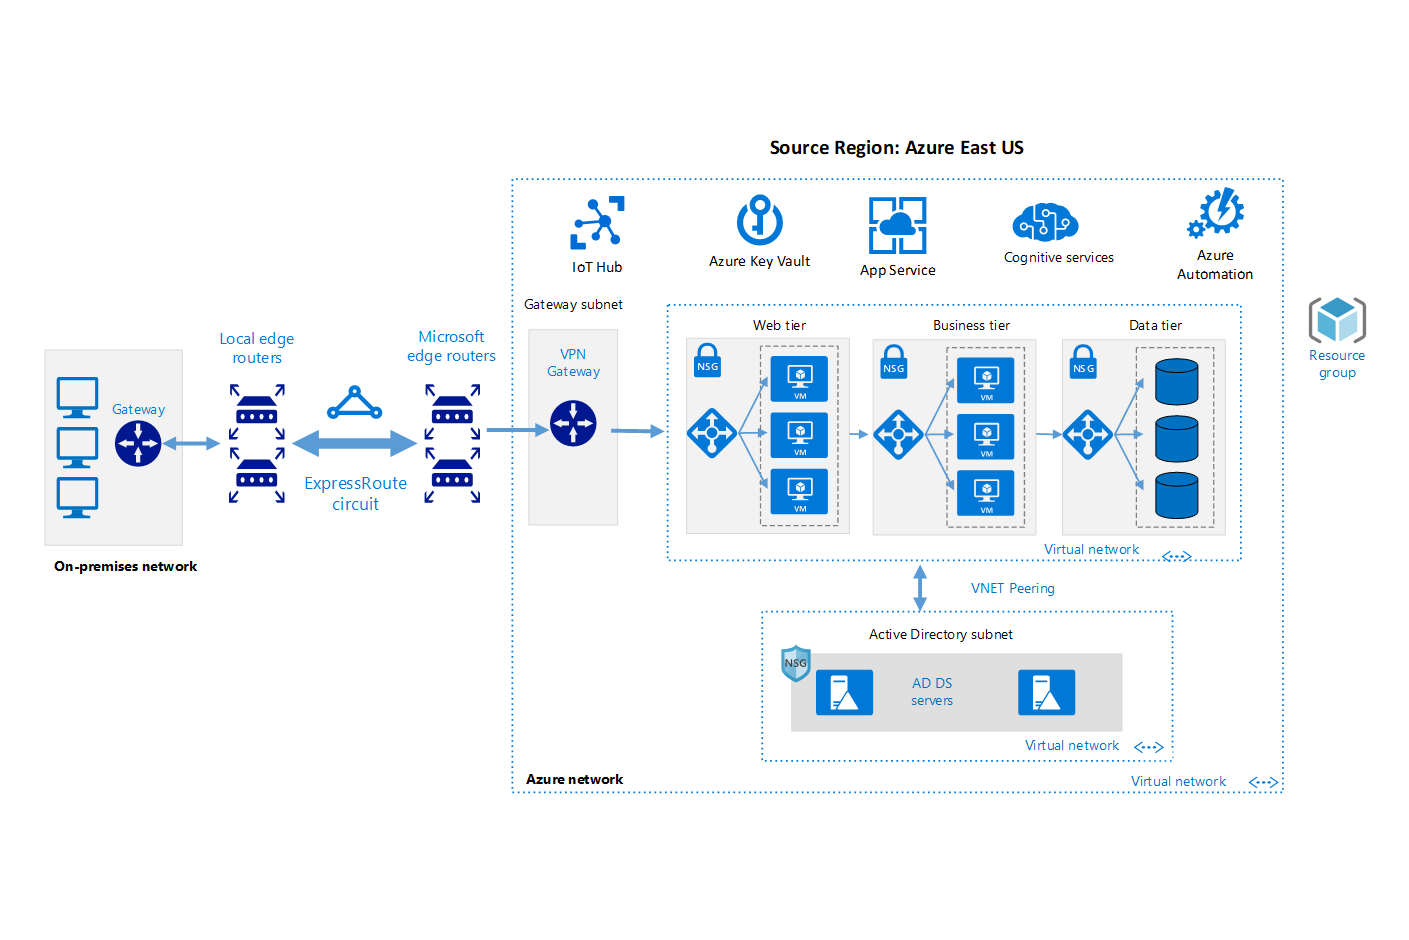 Source Region: Azure East US
IoT Hub
Azure Key Vault
App Service
Cognitive services
Azure
Automation
Gateway subnet
Web tier
Business tier
Data tier
Resource
group
Local edge
routers
Microsoft
edge routers
VPN
Gateway
Gateway
NSG
NSG
NSG
VM
VM
VM
VM
VM
VM
ExpressRoute
circuit
Virtual network
On-premises network
VNET Peering
Active Directory subnet
NSG
AD DS
servers
Virtual network
Azure network
Virtual network